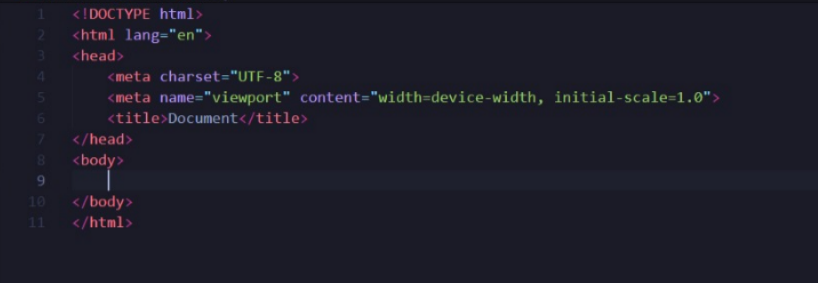 1 <!DOCTYPE html>
2 <html lang="en">
3 <head>
4     <meta charset="UTF-8">
5     <meta name="viewport" content="width=device-width, initial-scale=1.0">
6     <title>Document</title>
7 </head>
8 <body>
9
10 </body>
11 </html>